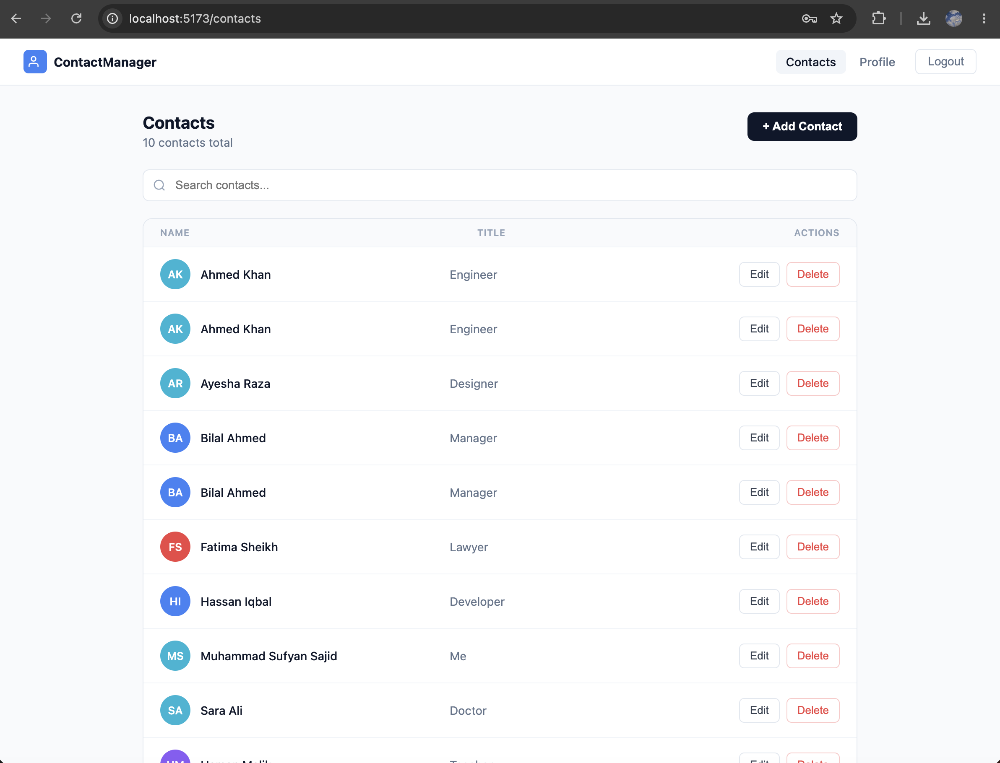 localhost:5173/contacts
ContactManager
Contacts Profile Logout
Contacts
+ Add Contact
10 contacts total
Search contacts...
NAME TITLE ACTIONS
AK Ahmed Khan Engineer Edit Delete
AK Ahmed Khan Engineer Edit Delete
AR Ayesha Raza Designer Edit Delete
BA Bilal Ahmed Manager Edit Delete
BA Bilal Ahmed Manager Edit Delete
FS Fatima Sheikh Lawyer Edit Delete
HI Hassan Iqbal Developer Edit Delete
MS Muhammad Sufyan Sajid Me Edit Delete
SA Sara Ali Doctor Edit Delete
Edit Delete